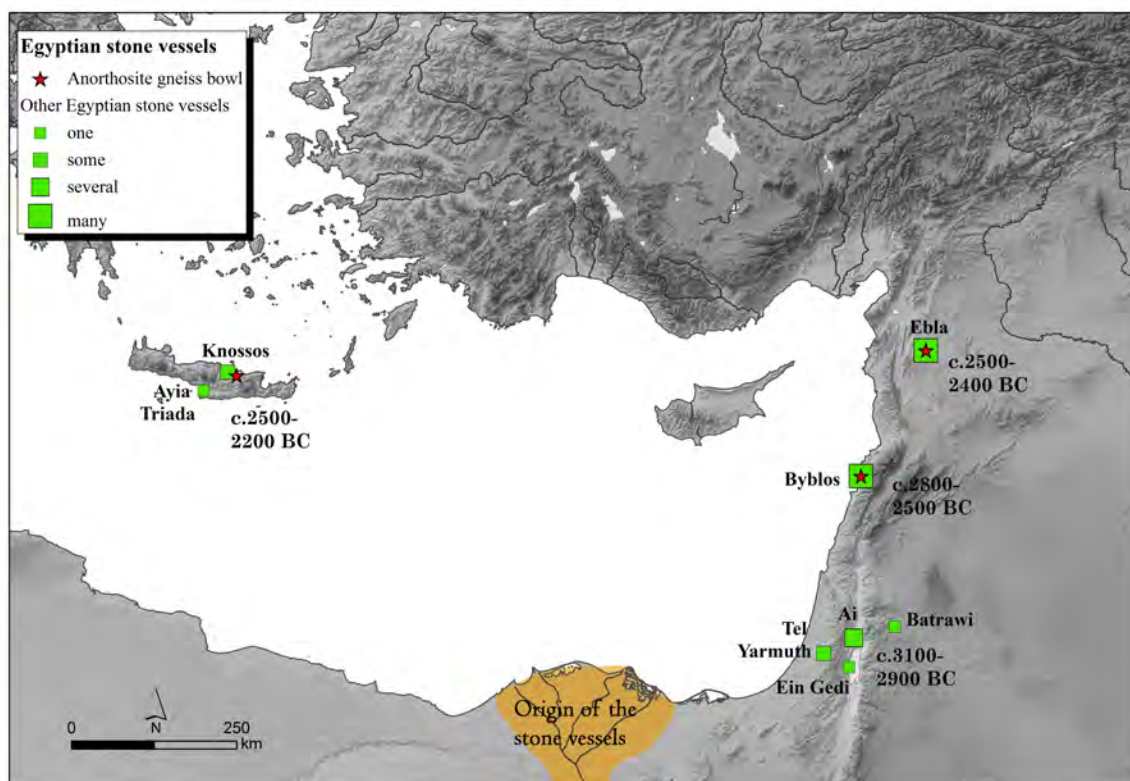 Egyptian stone vessels
Anorthosite gneiss bowl
Other Egyptian stone vessels
one
some
several
many
Ebla
c.2500-
2400 BC
Knossos
Ayia
Triada
c.2500-
2200 BC
Byblos
c.2800-
2500 BC
Ai
Batrawi
Tel
Yarmuth
c.3100-
2900 BC
Ein Gedi
Origin of the
stone vessels
0 N 250
km